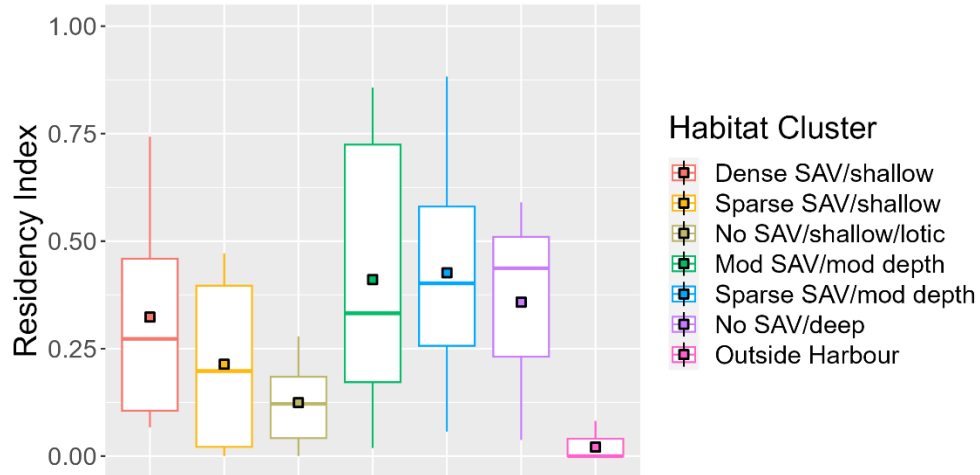 1.00
0.75
0.50
0.25
0.00
Residency Index
Habitat Cluster
Dense SAV/shallow
Sparse SAV/shallow
No SAV/shallow/lotic
Mod SAV/mod depth
Sparse SAV/mod depth
No SAV/deep
Outside Harbour